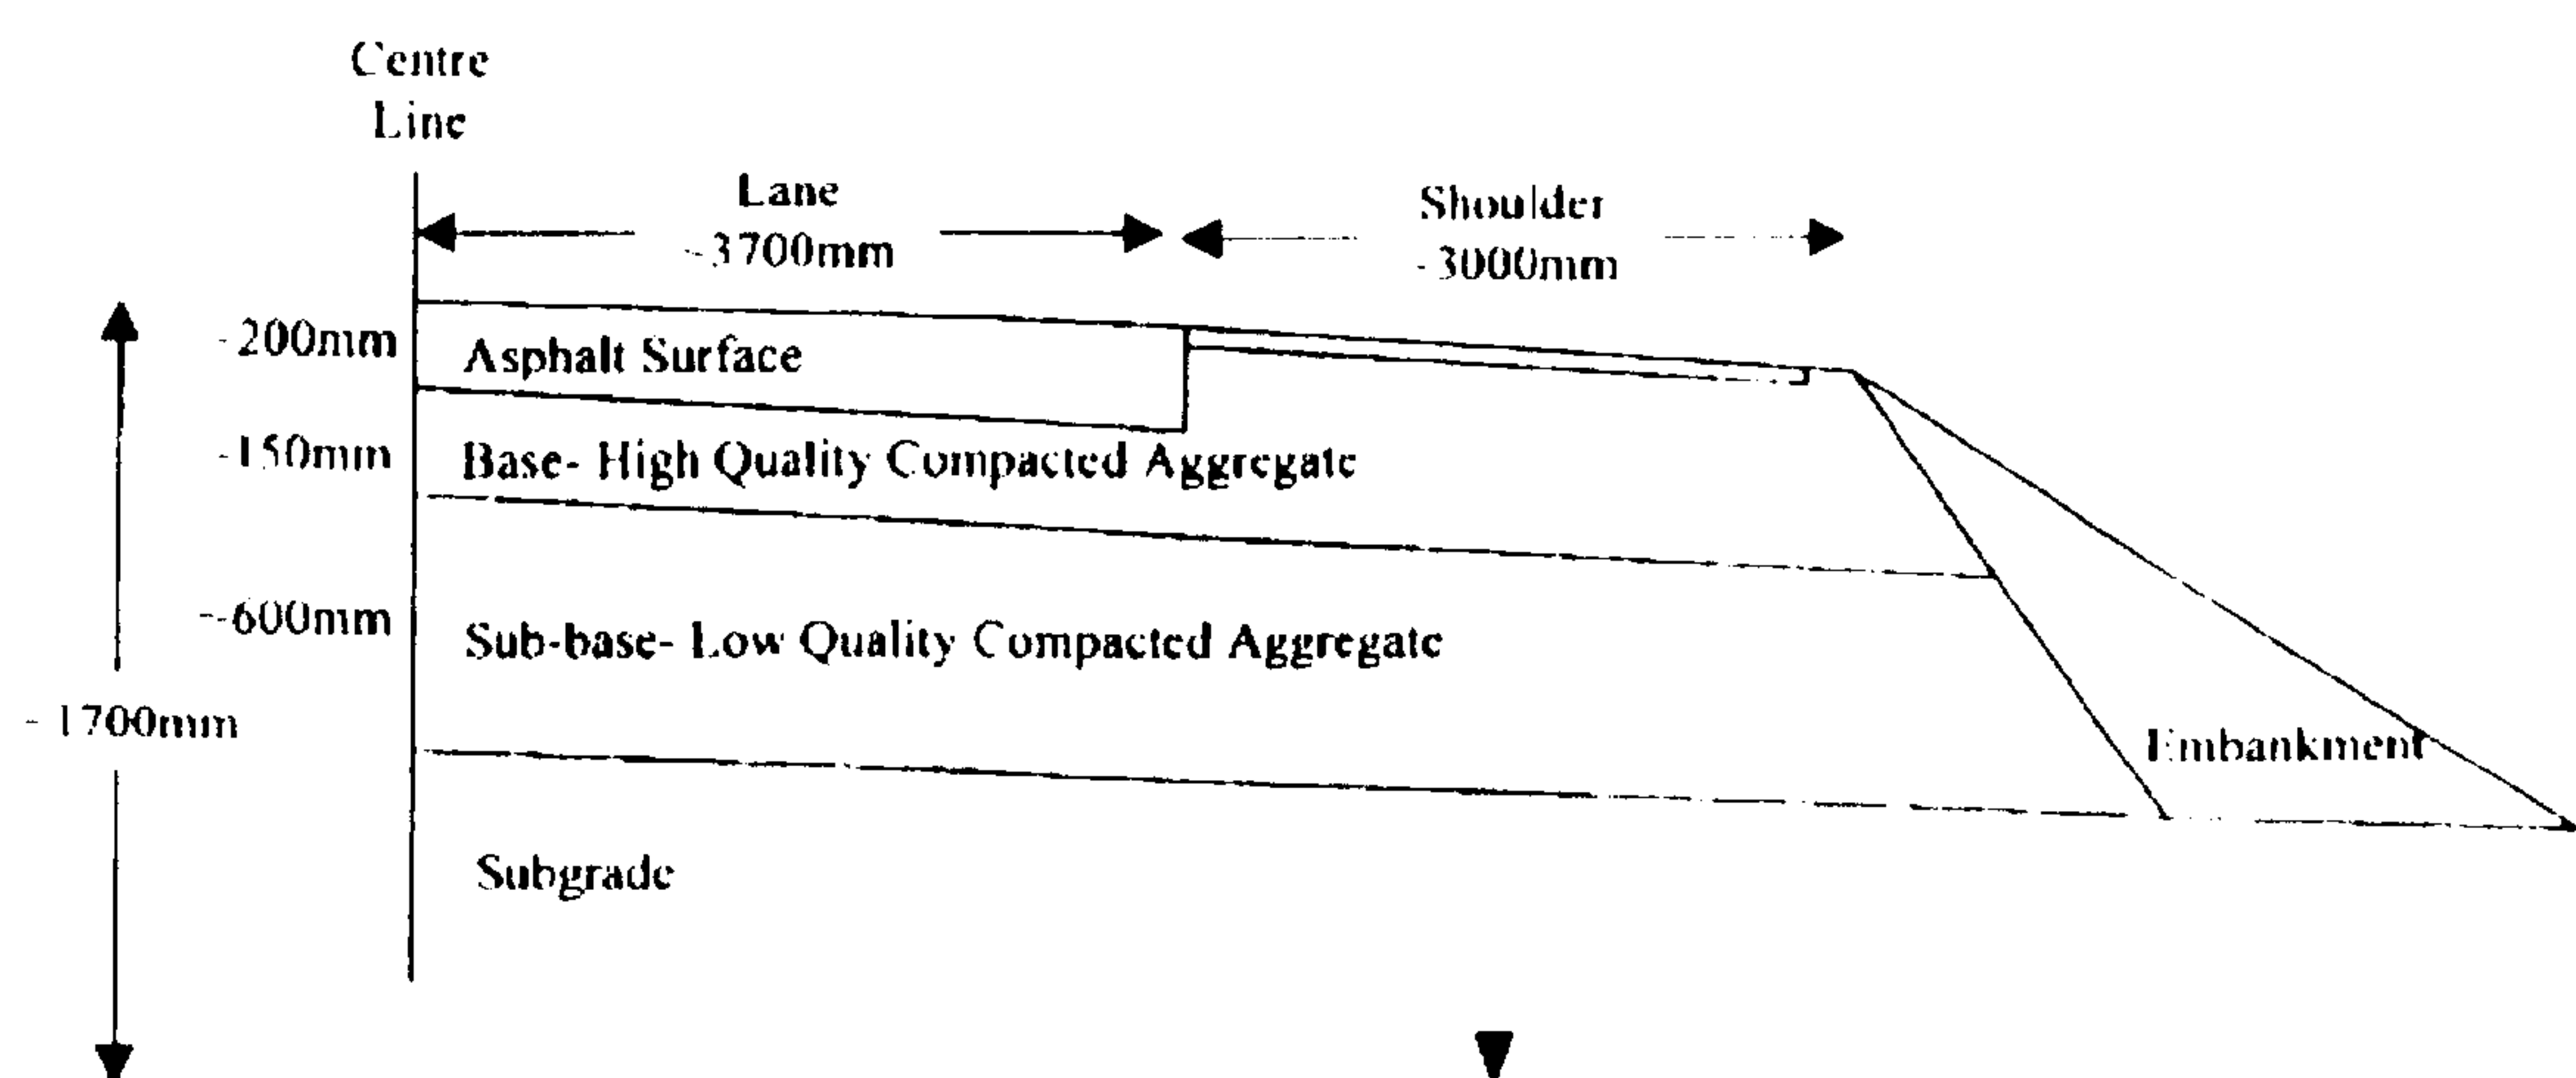 Centre
Line
Lane
~3700mm
Shoulder
~3000mm
~200mm
Asphalt Surface
~150mm
Base- High Quality Compacted Aggregate
~600mm
Sub-base- Low Quality Compacted Aggregate
~1700mm
Embankment
Subgrade